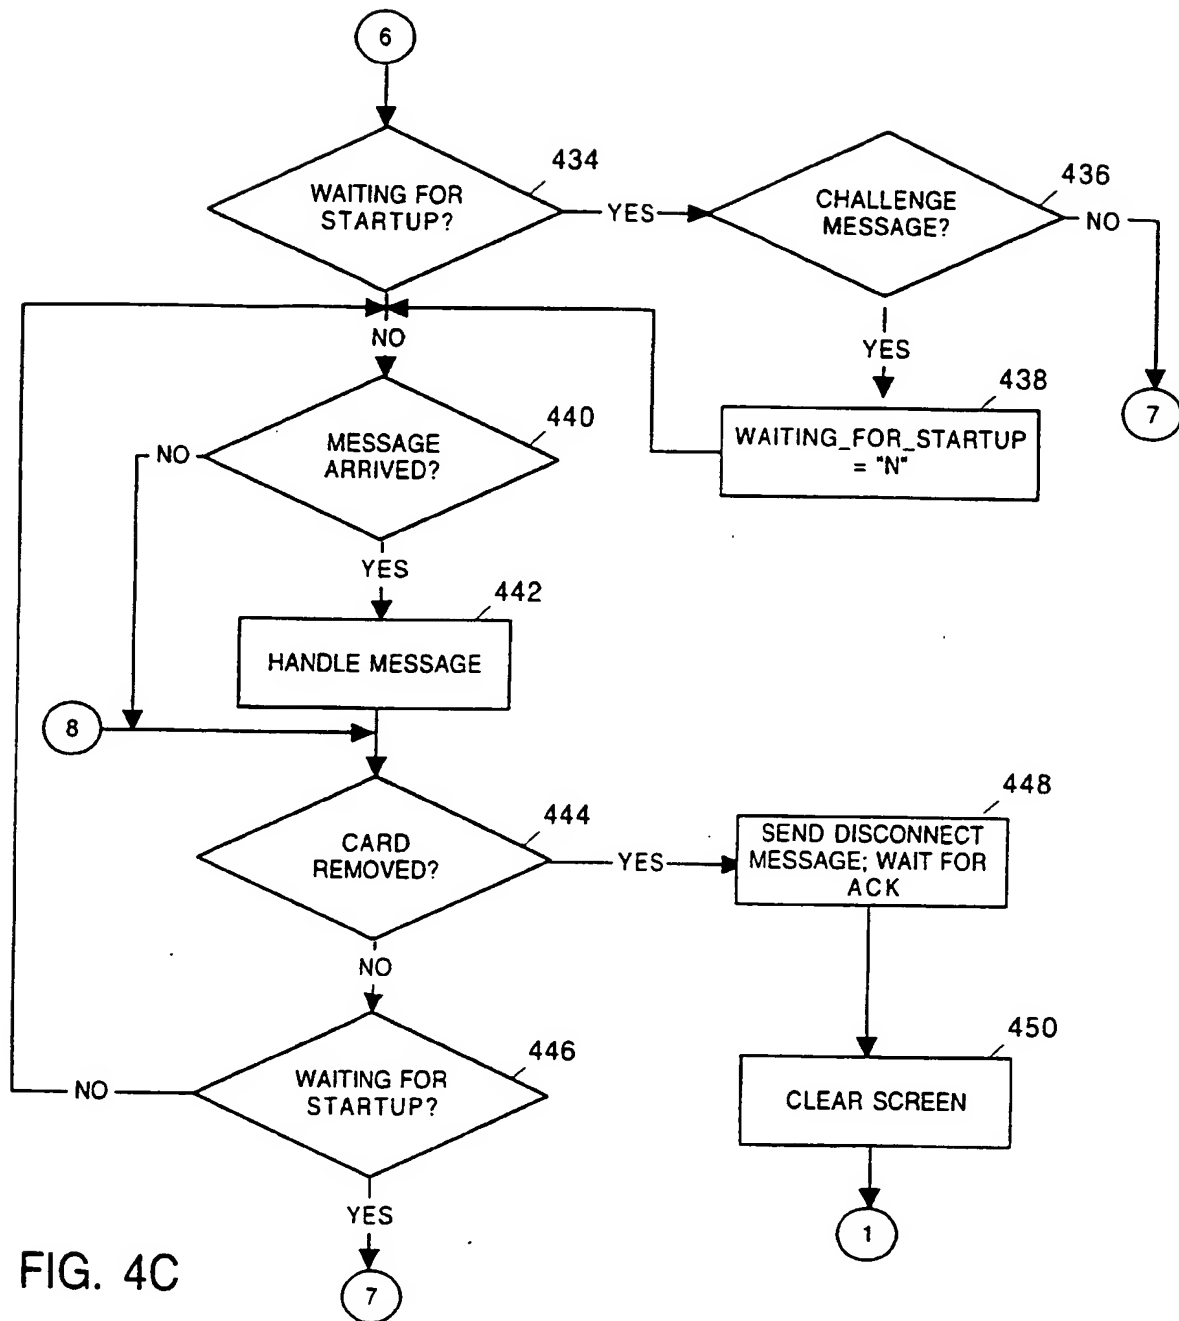 6
434
WAITING FOR
STARTUP?
YES
436
CHALLENGE
MESSAGE?
NO
NO
YES
438
WAITING_FOR_STARTUP
= "N"
7
440
MESSAGE
ARRIVED?
NO
YES
442
HANDLE MESSAGE
8
444
CARD
REMOVED?
YES
448
SEND DISCONNECT
MESSAGE; WAIT FOR
ACK
NO
446
WAITING FOR
STARTUP?
NO
450
CLEAR SCREEN
YES
1
7
FIG. 4C